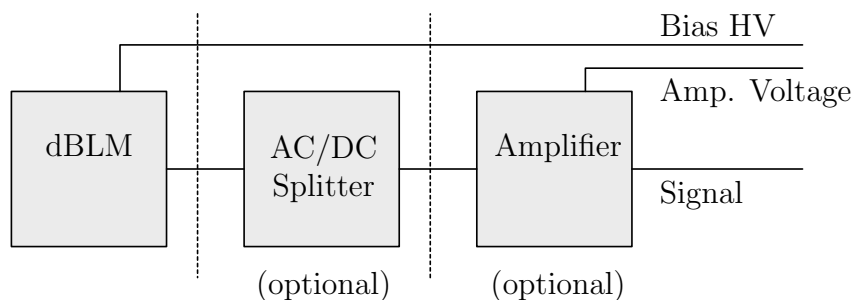 Bias HV
Amp. Voltage
dBLM
AC/DC
Splitter
Amplifier
Signal
(optional)
(optional)